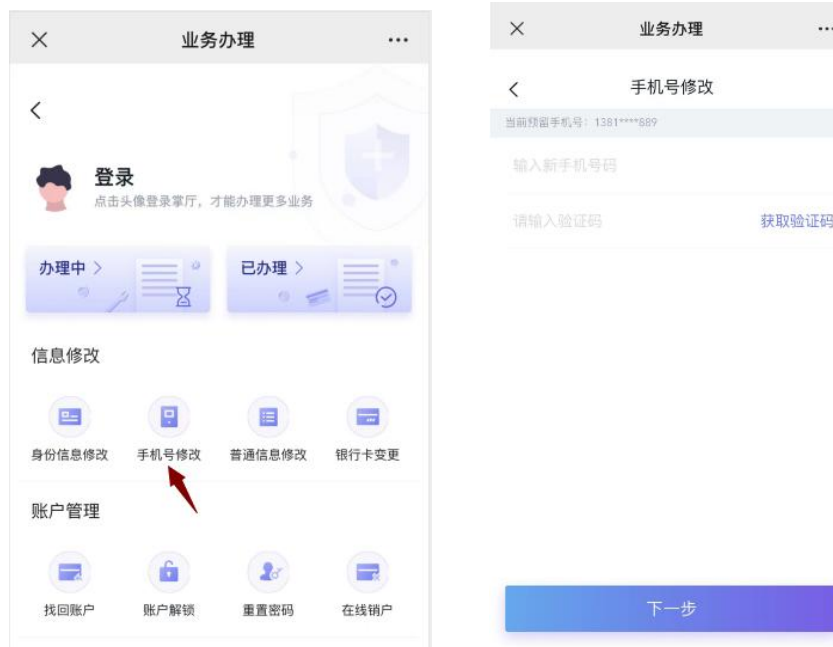 业务办理
登录
点击头像登录掌厅，才能办理更多业务
办理中
已办理
信息修改
身份信息修改 手机号修改 普通信息修改 银行卡变更
账户管理
找回账户 账户解锁 重置密码 在线销户
业务办理
手机号修改
当前预留手机号：1381****889
输入新手机号码
请输入验证码 获取验证码
下一步